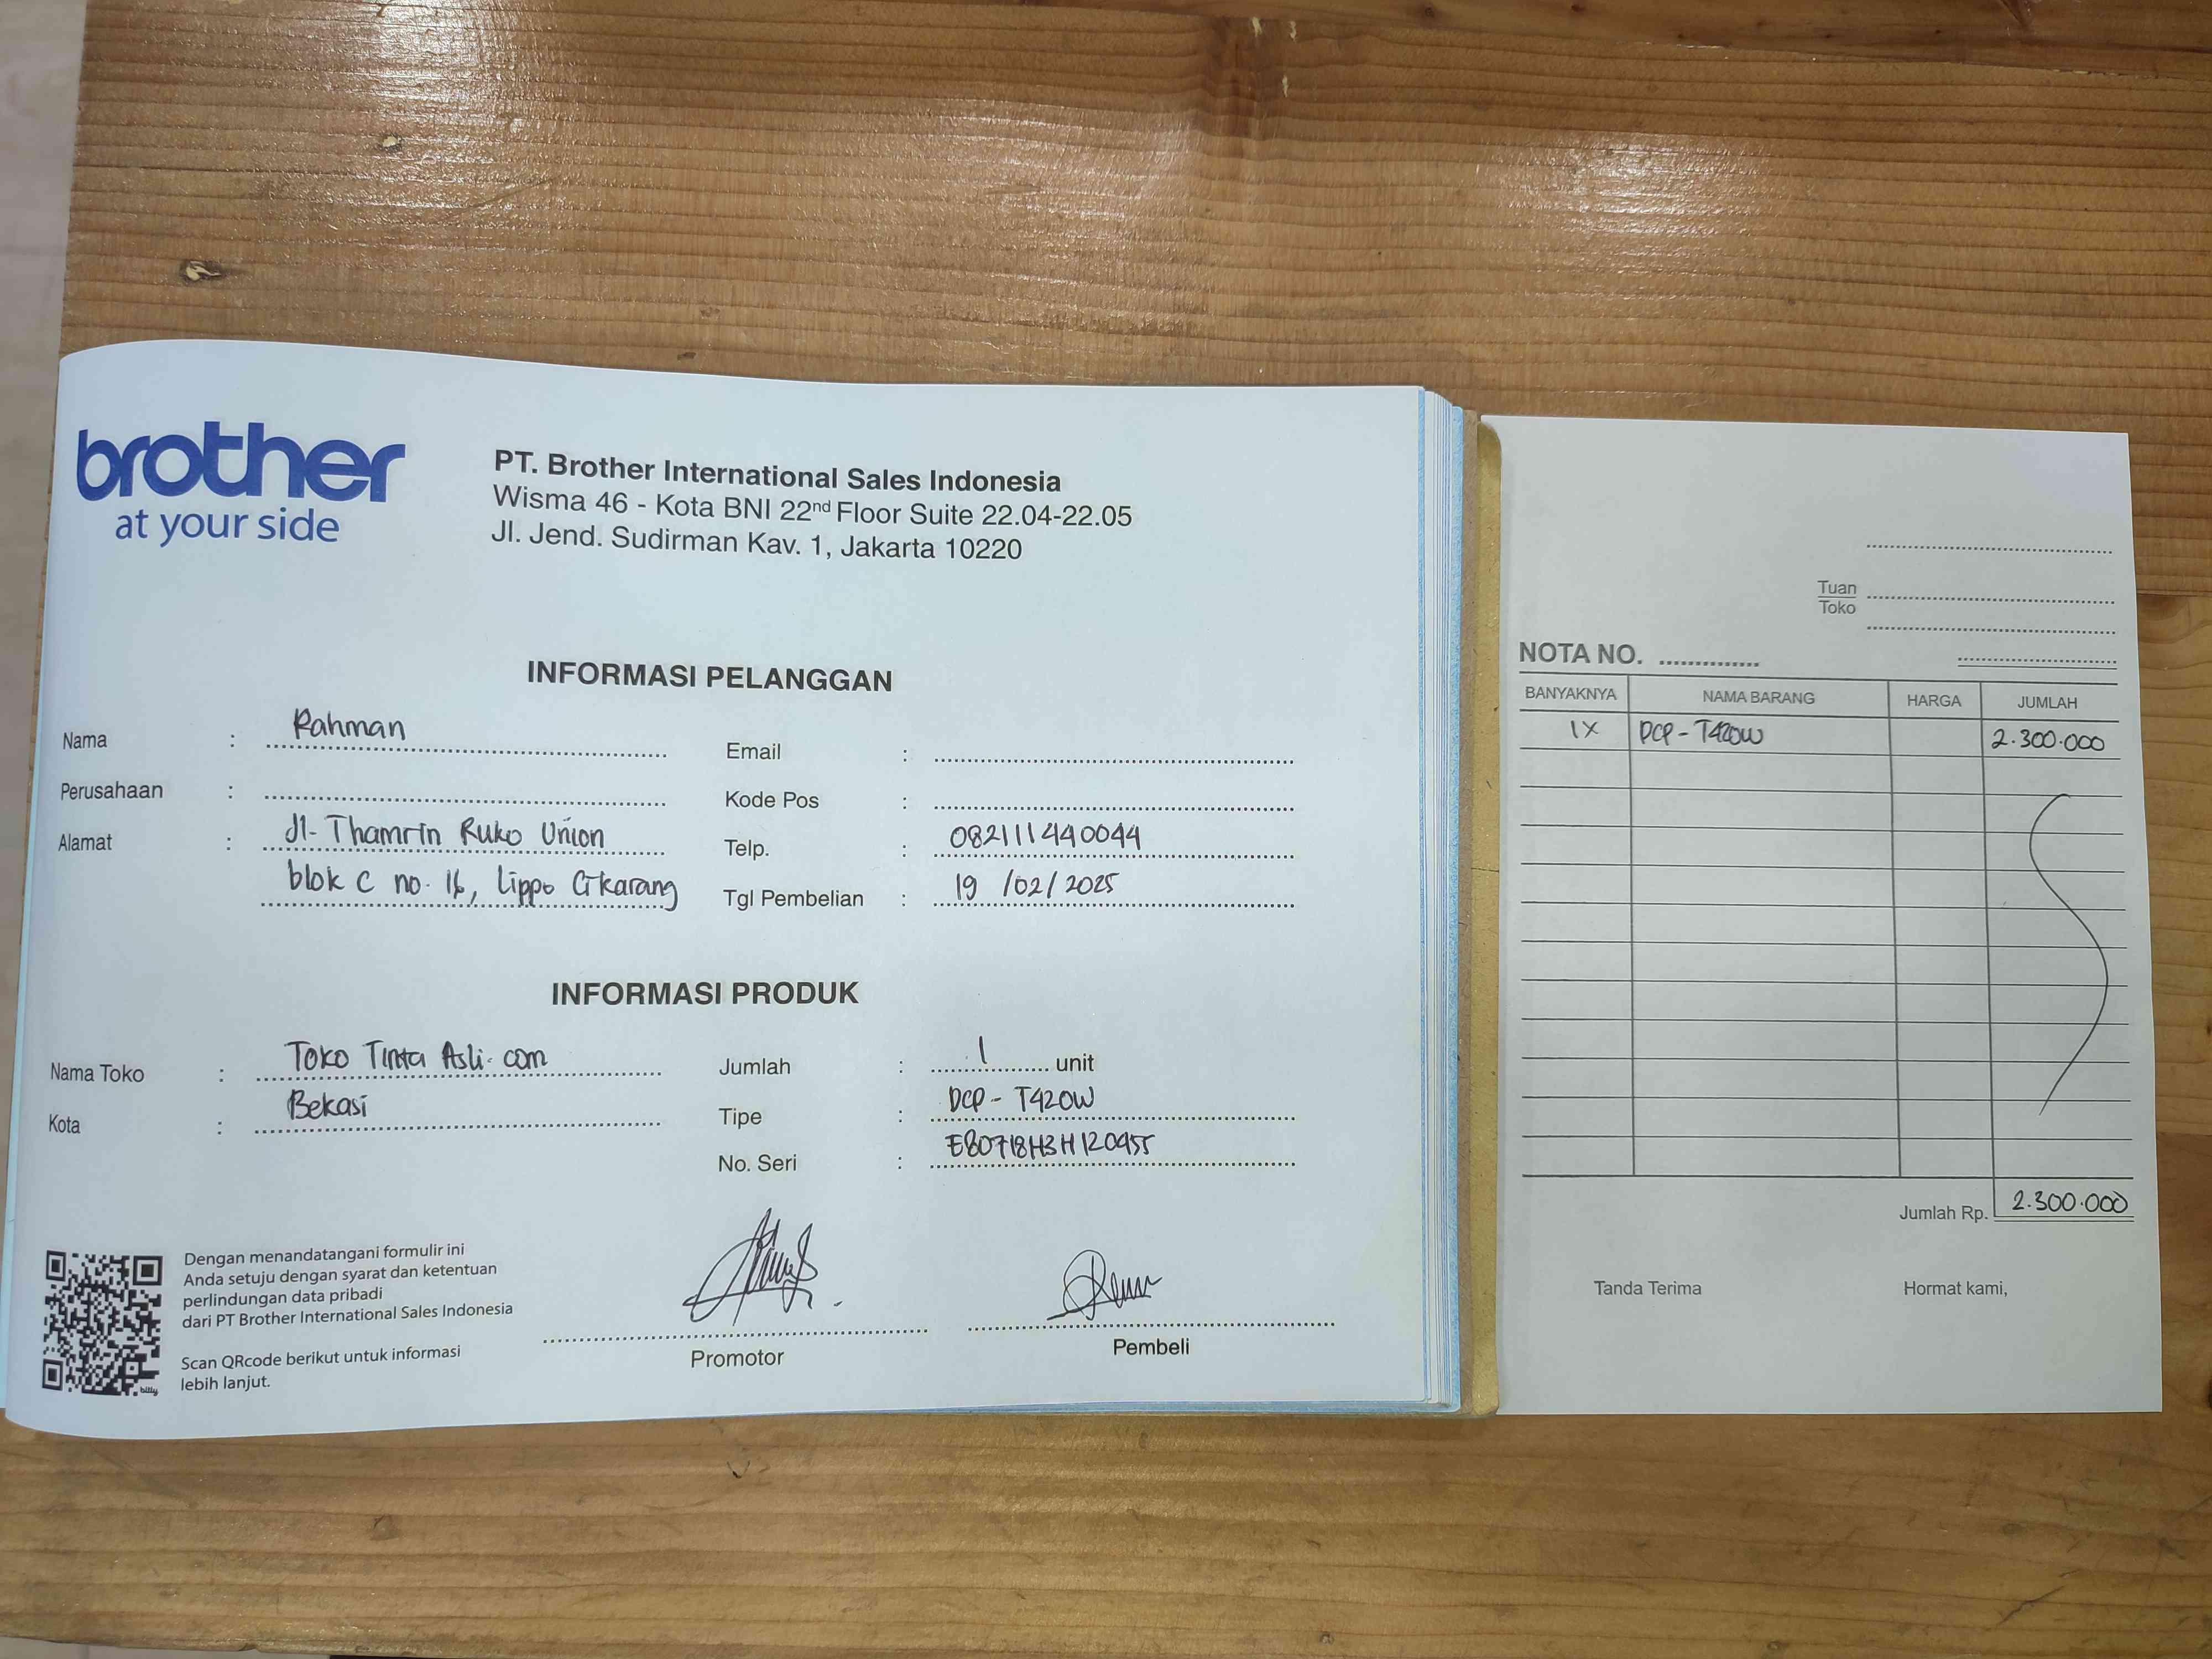 brother
at your side
PT. Brother International Sales Indonesia
Wisma 46 - Kota BNI 22nd Floor Suite 22.04-22.05
Jl. Jend. Sudirman Kav. 1, Jakarta 10220
INFORMASI PELANGGAN
Nama : Rahman
Email :
Perusahaan :
Kode Pos :
Alamat : Jl. Thamrin Ruko Union
Telp. : 082111440044
blok C no. 16, Lippo Cikarang
Tgl Pembelian : 19 /02/ 2025
INFORMASI PRODUK
Nama Toko : Toko Tinta Asli.com
Jumlah : 1 unit
Kota : Bekasi
Tipe : DCP - T420W
No. Seri : E80718H3H120455
Dengan menandatangani formulir ini
Anda setuju dengan syarat dan ketentuan
perlindungan data pribadi
dari PT Brother International Sales Indonesia
Scan QRcode berikut untuk informasi
lebih lanjut.
billy
Promotor
Pembeli
Tuan
Toko
NOTA NO.
BANYAKNYA NAMA BARANG HARGA JUMLAH
1X DCP - T420W 2.300.000
Jumlah Rp. 2.300.000
Tanda Terima Hormat kami,